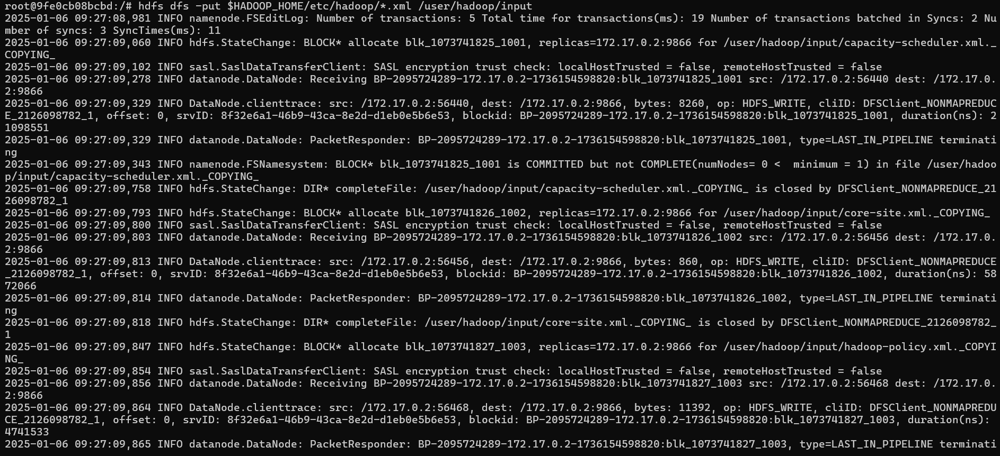 root@9fe0cb08bcbd:/# hdfs dfs -put $HADOOP_HOME/etc/hadoop/*.xml /user/hadoop/input
2025-01-06 09:27:08,981 INFO namenode.FSEditLog: Number of transactions: 5 Total time for transactions(ms): 19 Number of transactions batched in Syncs: 2 Nu
mber of syncs: 3 SyncTimes(ms): 11
2025-01-06 09:27:09,060 INFO hdfs.StateChange: BLOCK* allocate blk_1073741825_1001, replicas=172.17.0.2:9866 for /user/hadoop/input/capacity-scheduler.xml._
COPYING_
2025-01-06 09:27:09,102 INFO sasl.SaslDataTransferClient: SASL encryption trust check: localHostTrusted = false, remoteHostTrusted = false
2025-01-06 09:27:09,278 INFO datanode.DataNode: Receiving BP-2095724289-172.17.0.2-1736154598820:blk_1073741825_1001 src: /172.17.0.2:56440 dest: /172.17.0.
2:9866
2025-01-06 09:27:09,329 INFO DataNode.clienttrace: src: /172.17.0.2:56440, dest: /172.17.0.2:9866, bytes: 8260, op: HDFS_WRITE, cliID: DFSClient_NONMAPREDUC
E_2126098782_1, offset: 0, srvID: 8f32e6a1-46b9-43ca-8e2d-d1eb0e5b6e53, blockid: BP-2095724289-172.17.0.2-1736154598820:blk_1073741825_1001, duration(ns): 2
1098551
2025-01-06 09:27:09,329 INFO datanode.DataNode: PacketResponder: BP-2095724289-172.17.0.2-1736154598820:blk_1073741825_1001, type=LAST_IN_PIPELINE terminati
ng
2025-01-06 09:27:09,343 INFO namenode.FSNamesystem: BLOCK* blk_1073741825_1001 is COMMITTED but not COMPLETE(numNodes= 0 <  minimum = 1) in file /user/hadoo
p/input/capacity-scheduler.xml._COPYING_
2025-01-06 09:27:09,758 INFO hdfs.StateChange: DIR* completeFile: /user/hadoop/input/capacity-scheduler.xml._COPYING_ is closed by DFSClient_NONMAPREDUCE_21
26098782_1
2025-01-06 09:27:09,793 INFO hdfs.StateChange: BLOCK* allocate blk_1073741826_1002, replicas=172.17.0.2:9866 for /user/hadoop/input/core-site.xml._COPYING_
2025-01-06 09:27:09,800 INFO sasl.SaslDataTransferClient: SASL encryption trust check: localHostTrusted = false, remoteHostTrusted = false
2025-01-06 09:27:09,803 INFO datanode.DataNode: Receiving BP-2095724289-172.17.0.2-1736154598820:blk_1073741826_1002 src: /172.17.0.2:56456 dest: /172.17.0.
2:9866
2025-01-06 09:27:09,813 INFO DataNode.clienttrace: src: /172.17.0.2:56456, dest: /172.17.0.2:9866, bytes: 860, op: HDFS_WRITE, cliID: DFSClient_NONMAPREDUCE
_2126098782_1, offset: 0, srvID: 8f32e6a1-46b9-43ca-8e2d-d1eb0e5b6e53, blockid: BP-2095724289-172.17.0.2-1736154598820:blk_1073741826_1002, duration(ns): 58
72066
2025-01-06 09:27:09,814 INFO datanode.DataNode: PacketResponder: BP-2095724289-172.17.0.2-1736154598820:blk_1073741826_1002, type=LAST_IN_PIPELINE terminati
ng
2025-01-06 09:27:09,818 INFO hdfs.StateChange: DIR* completeFile: /user/hadoop/input/core-site.xml._COPYING_ is closed by DFSClient_NONMAPREDUCE_2126098782_
1
2025-01-06 09:27:09,847 INFO hdfs.StateChange: BLOCK* allocate blk_1073741827_1003, replicas=172.17.0.2:9866 for /user/hadoop/input/hadoop-policy.xml._COPYI
NG_
2025-01-06 09:27:09,854 INFO sasl.SaslDataTransferClient: SASL encryption trust check: localHostTrusted = false, remoteHostTrusted = false
2025-01-06 09:27:09,856 INFO datanode.DataNode: Receiving BP-2095724289-172.17.0.2-1736154598820:blk_1073741827_1003 src: /172.17.0.2:56468 dest: /172.17.0.
2:9866
2025-01-06 09:27:09,864 INFO DataNode.clienttrace: src: /172.17.0.2:56468, dest: /172.17.0.2:9866, bytes: 11392, op: HDFS_WRITE, cliID: DFSClient_NONMAPREDU
CE_2126098782_1, offset: 0, srvID: 8f32e6a1-46b9-43ca-8e2d-d1eb0e5b6e53, blockid: BP-2095724289-172.17.0.2-1736154598820:blk_1073741827_1003, duration(ns):
4741533
2025-01-06 09:27:09,865 INFO datanode.DataNode: PacketResponder: BP-2095724289-172.17.0.2-1736154598820:blk_1073741827_1003, type=LAST_IN_PIPELINE terminati